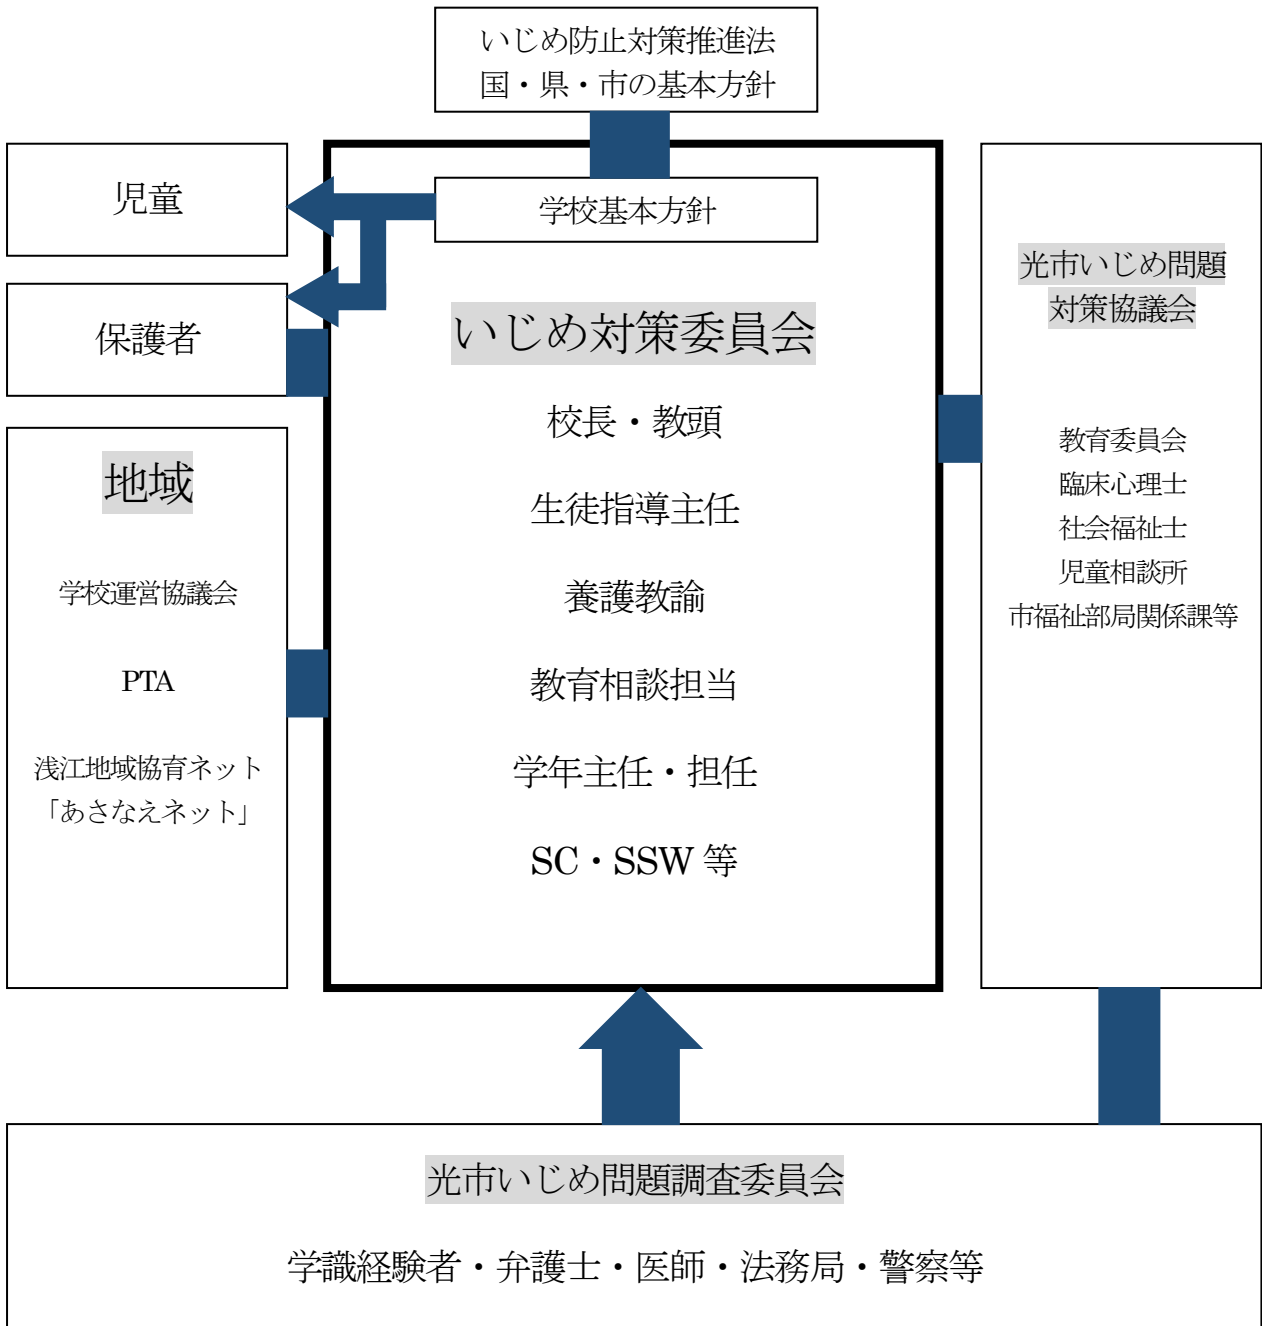 いじめ防止対策推進法
国・県・市の基本方針
学校基本方針
児童
保護者
地域
学校運営協議会
PTA
浅江地域協育ネット
「あさなえネット」
いじめ対策委員会
校長・教頭
生徒指導主任
養護教諭
教育相談担当
学年主任・担任
SC・SSW 等
光市いじめ問題
対策協議会
教育委員会
臨床心理士
社会福祉士
児童相談所
市福祉部局関係課等
光市いじめ問題調査委員会
学識経験者・弁護士・医師・法務局・警察等